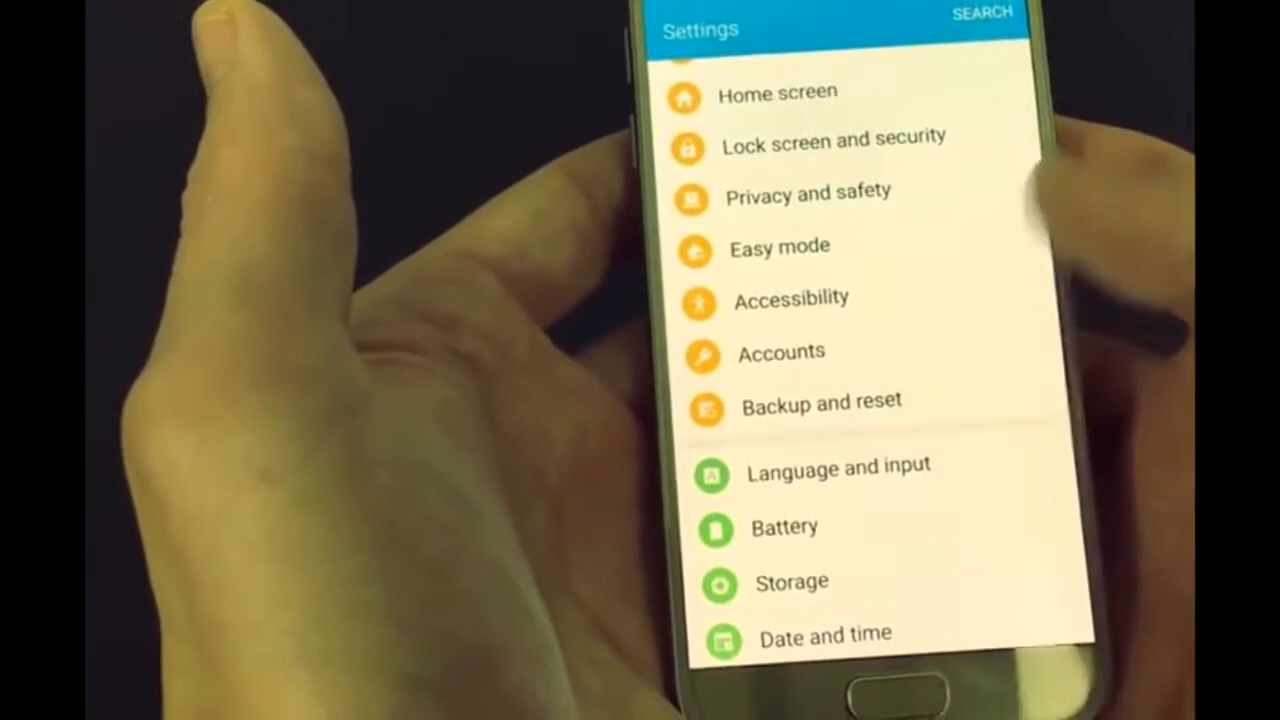 Settings
SEARCH
Home screen
Lock screen and security
Privacy and safety
Easy mode
Accessibility
Accounts
Backup and reset
Language and input
Battery
Storage
Date and time